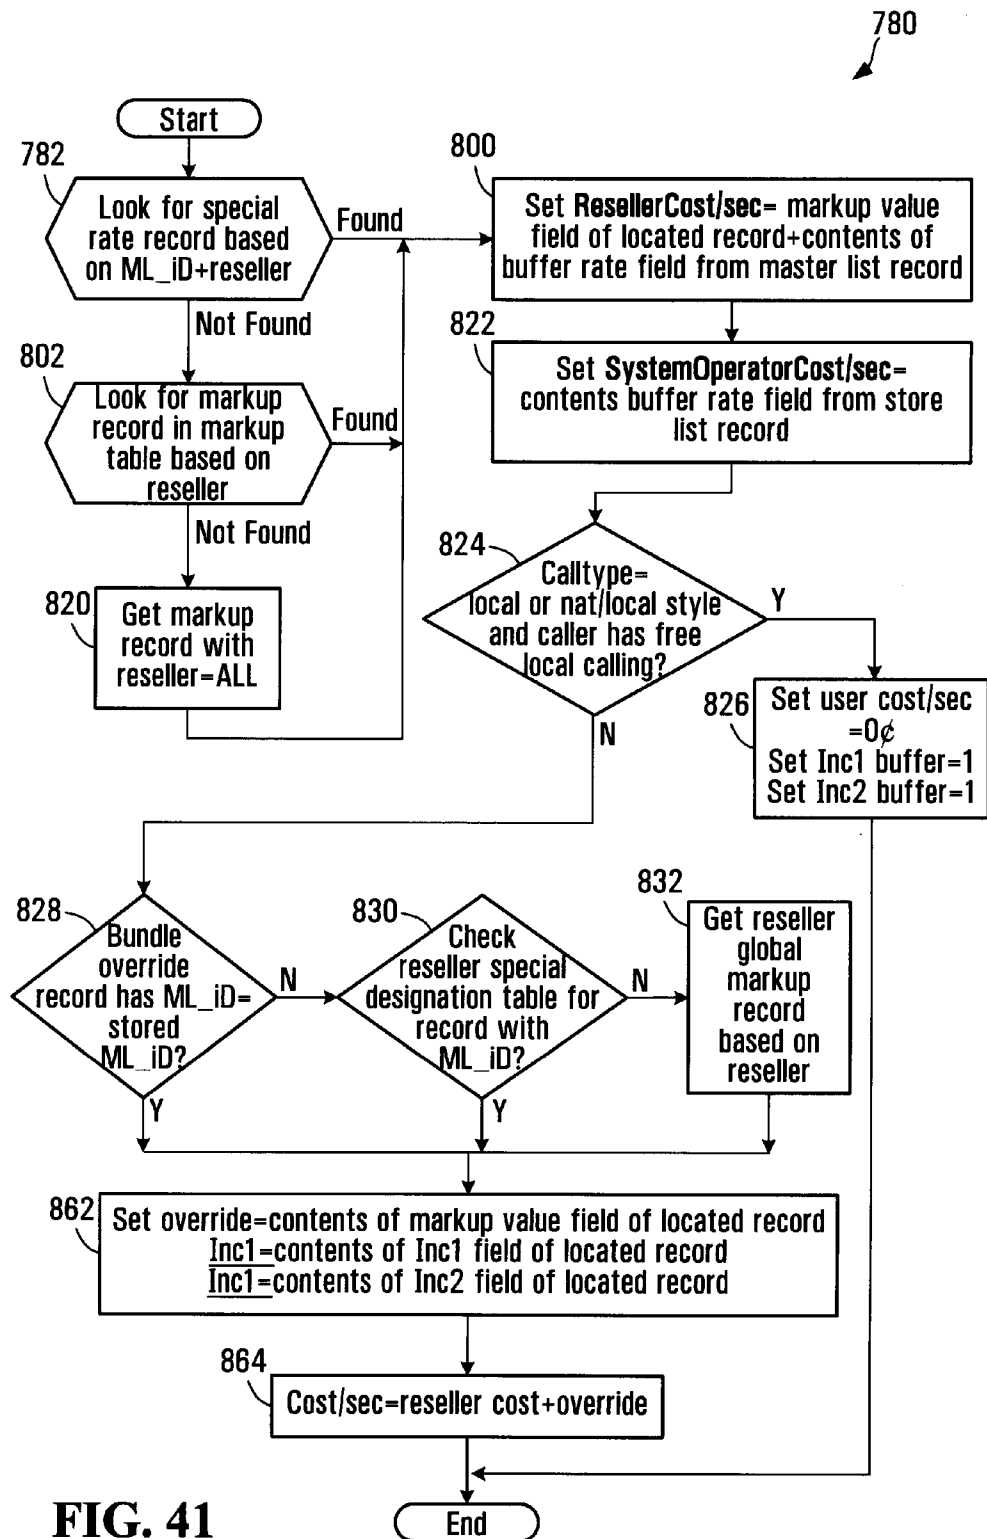 780
Start
782
Look for special
rate record based
on ML_iD+reseller
Found
Not Found
802
Look for markup
record in markup
table based on
reseller
Found
Not Found
820
Get markup
record with
reseller=ALL
800
Set ResellerCost/sec= markup value
field of located record+contents of
buffer rate field from master list record
822
Set SystemOperatorCost/sec=
contents buffer rate field from store
list record
824
Calltype=
local or nat/local style
and caller has free
local calling?
Y
N
826
Set user cost/sec
=0¢
Set Inc1 buffer=1
Set Inc2 buffer=1
828
Bundle
override
record has ML_iD=
stored
ML_iD?
N
Y
830
Check
reseller special
designation table for
record with
ML_iD?
N
Y
832
Get reseller
global
markup
record
based on
reseller
862
Set override=contents of markup value field of located record
Inc1=contents of Inc1 field of located record
Inc1=contents of Inc2 field of located record
864
Cost/sec=reseller cost+override
End
FIG. 41